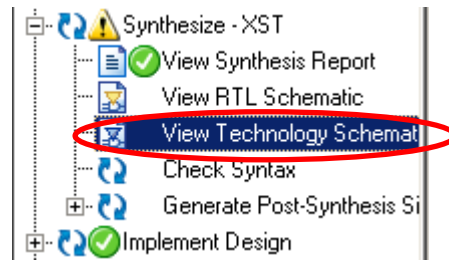 Synthesize - XST
View Synthesis Report
View RTL Schematic
View Technology Schemat
Check Syntax
Generate Post-Synthesis Si
Implement Design